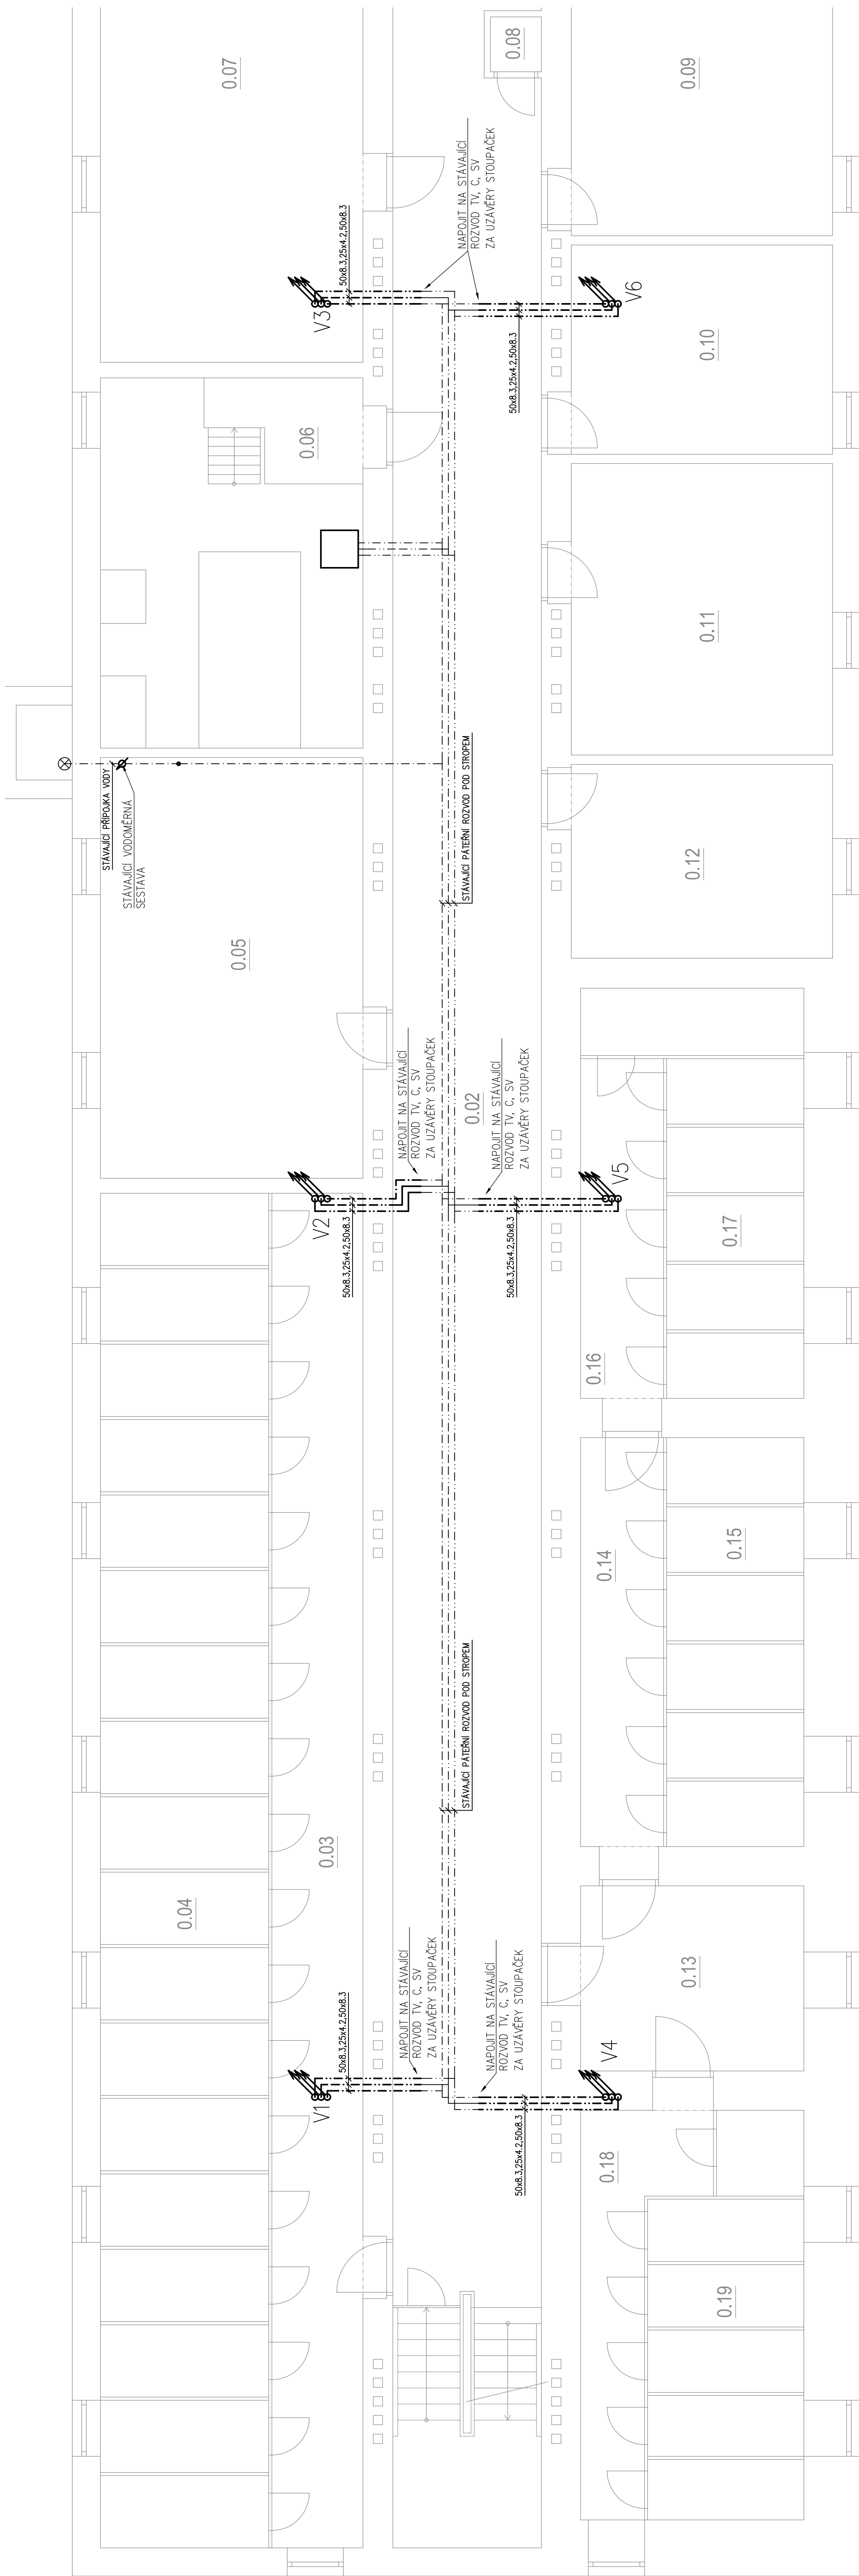 0.07
0.08
0.09
NAPOJIT NA STÁVAJÍCÍ
ROZVOD TV, C, SV
ZA UZÁVĚRY STOUPAČEK
50x8.3,25x4.2,50x8.3
V3
V6
50x8.3,25x4.2,50x8.3
0.10
0.06
0.11
STÁVAJÍCÍ PŘÍPOJKA VODY
STÁVAJÍCÍ VODOMĚRNÁ
SESTAVA
STÁVAJÍCÍ PÁTEŘNÍ ROZVOD POD STROPEM
0.12
0.05
NAPOJIT NA STÁVAJÍCÍ
ROZVOD TV, C, SV
ZA UZÁVĚRY STOUPAČEK
0.02
NAPOJIT NA STÁVAJÍCÍ
ROZVOD TV, C, SV
ZA UZÁVĚRY STOUPAČEK
V2
50x8.3,25x4.2,50x8.3
V5
50x8.3,25x4.2,50x8.3
0.17
0.16
0.14
0.15
STÁVAJÍCÍ PÁTEŘNÍ ROZVOD POD STROPEM
0.03
0.04
NAPOJIT NA STÁVAJÍCÍ
ROZVOD TV, C, SV
ZA UZÁVĚRY STOUPAČEK
NAPOJIT NA STÁVAJÍCÍ
ROZVOD TV, C, SV
ZA UZÁVĚRY STOUPAČEK
0.13
50x8.3,25x4.2,50x8.3
V1
V4
50x8.3,25x4.2,50x8.3
0.18
0.19